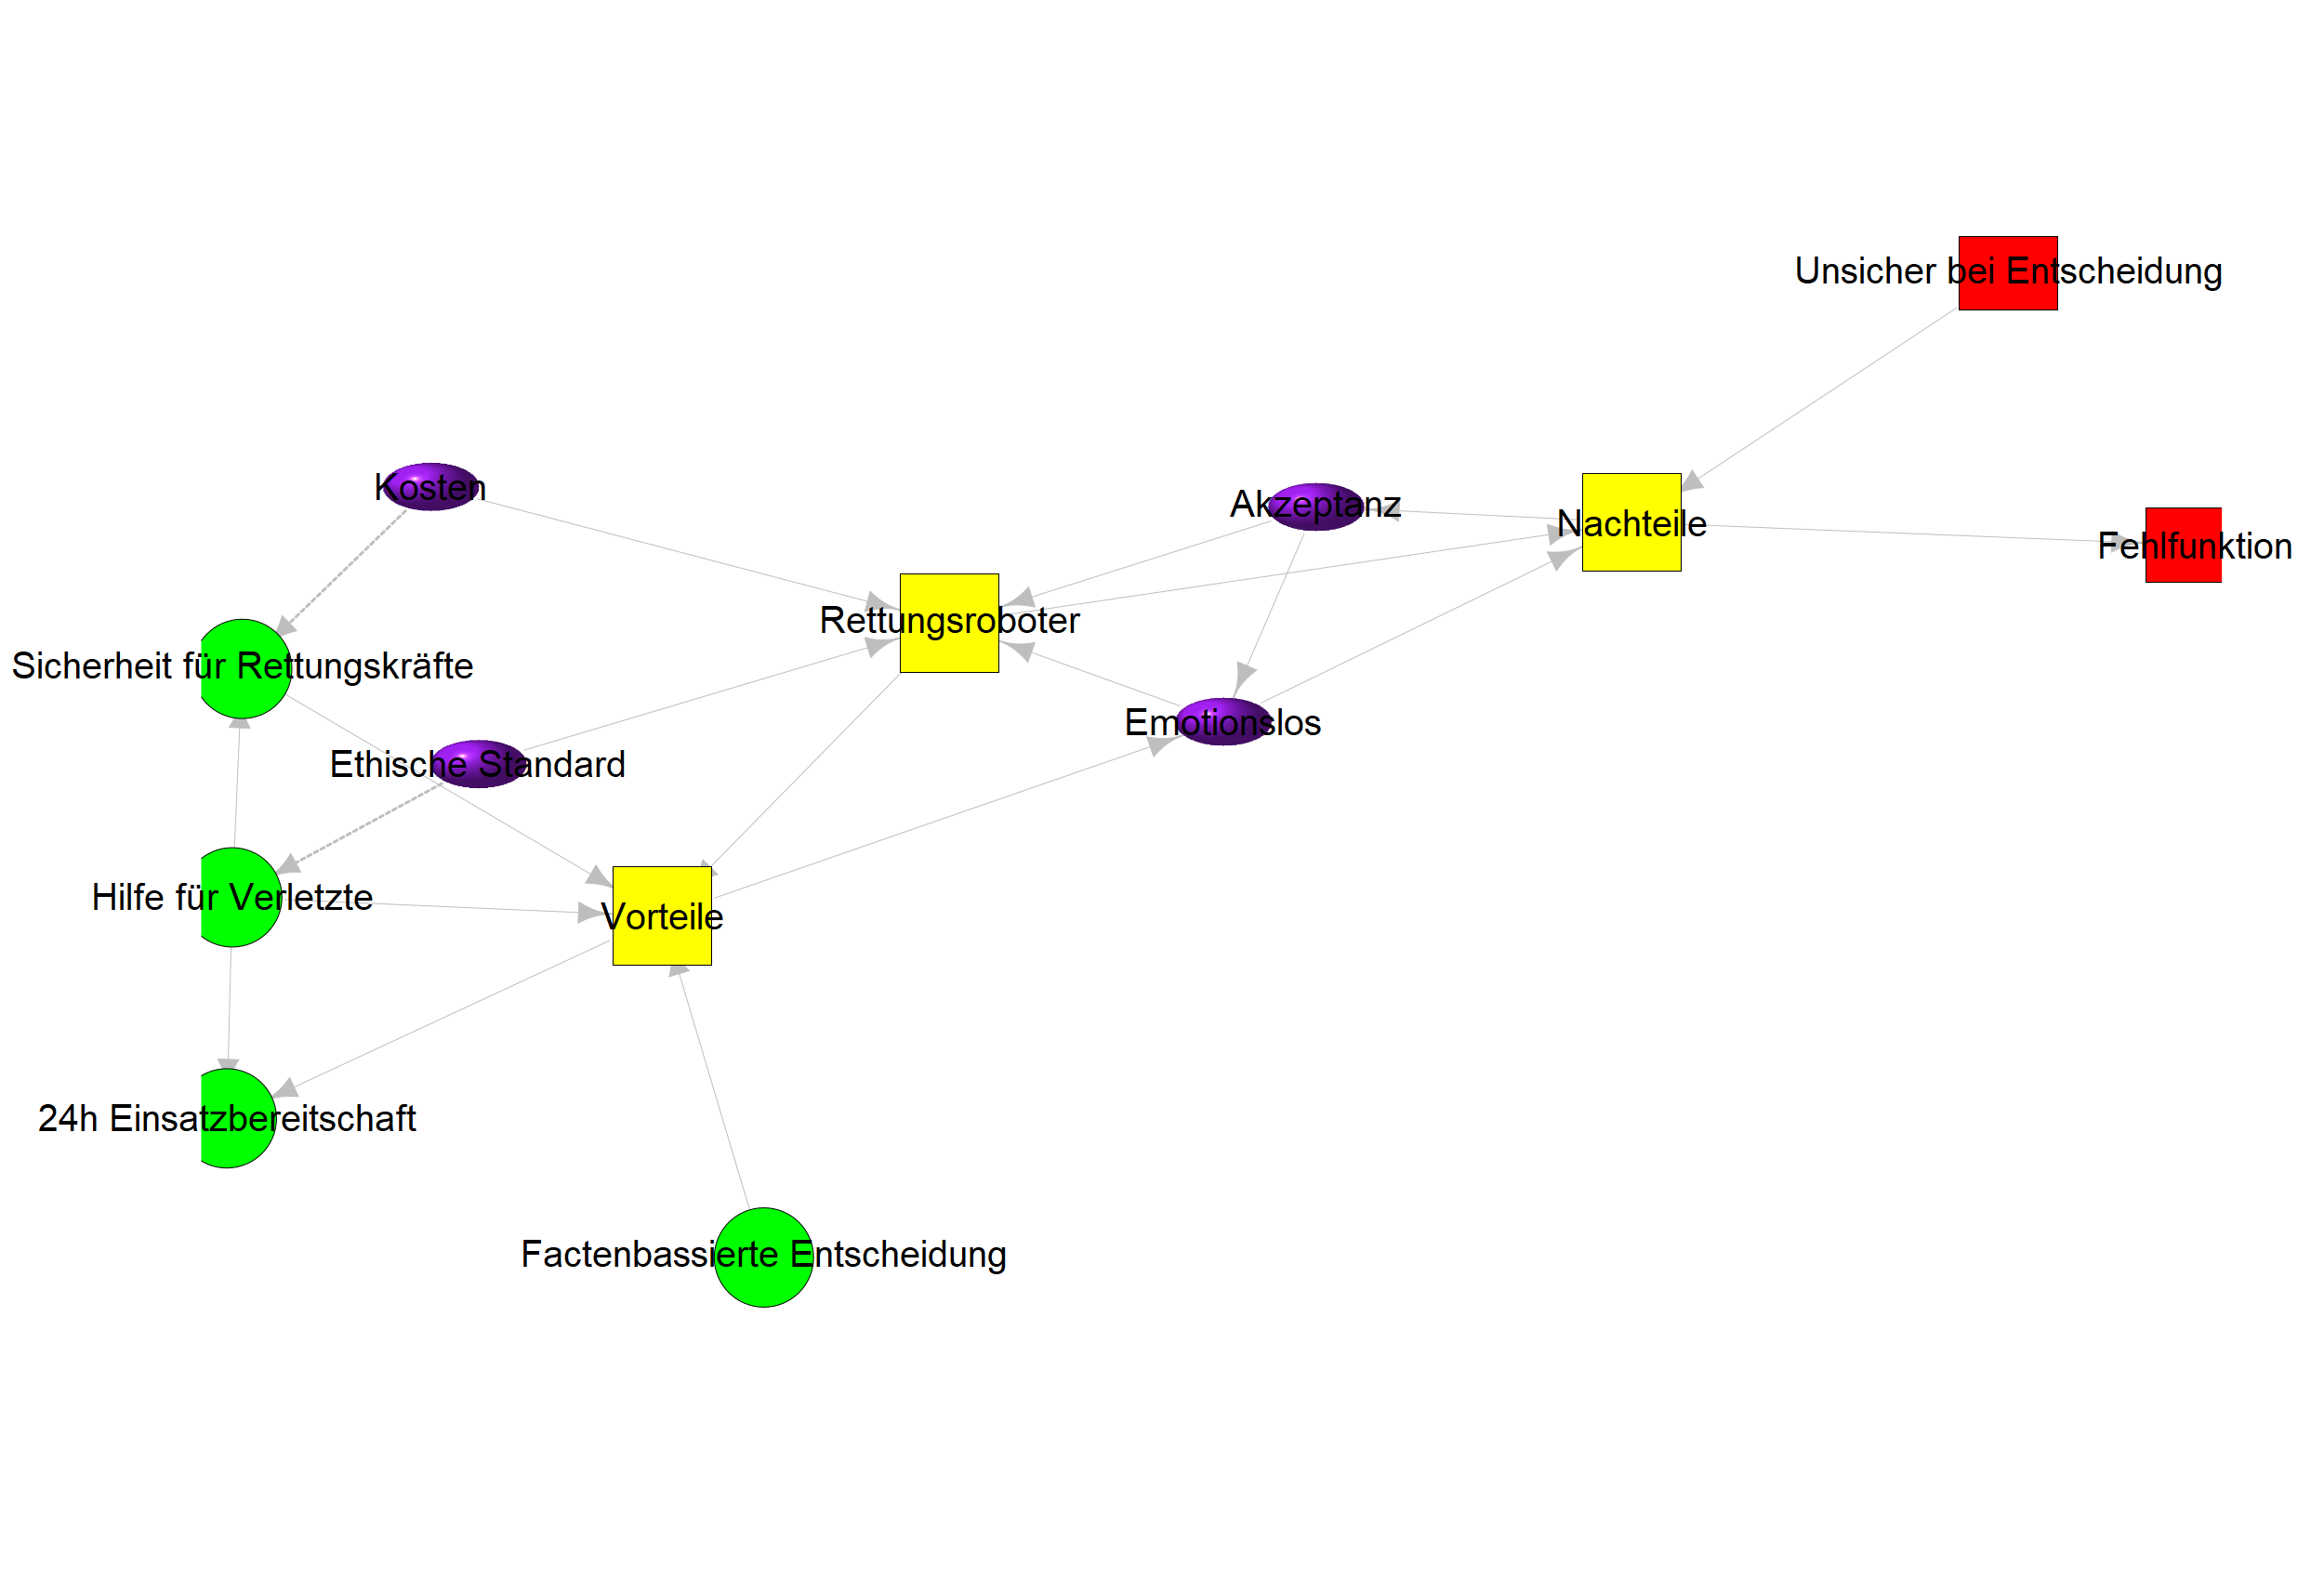 Unsicher bei Entscheidung
Kosten
Akzeptanz
Nachteile
Fehlfunktion
Rettungsroboter
Sicherheit für Rettungskräfte
Emotionslos
Ethische Standard
Hilfe für Verletzte
Vorteile
24h Einsatzbereitschaft
Factenbassierte Entscheidung